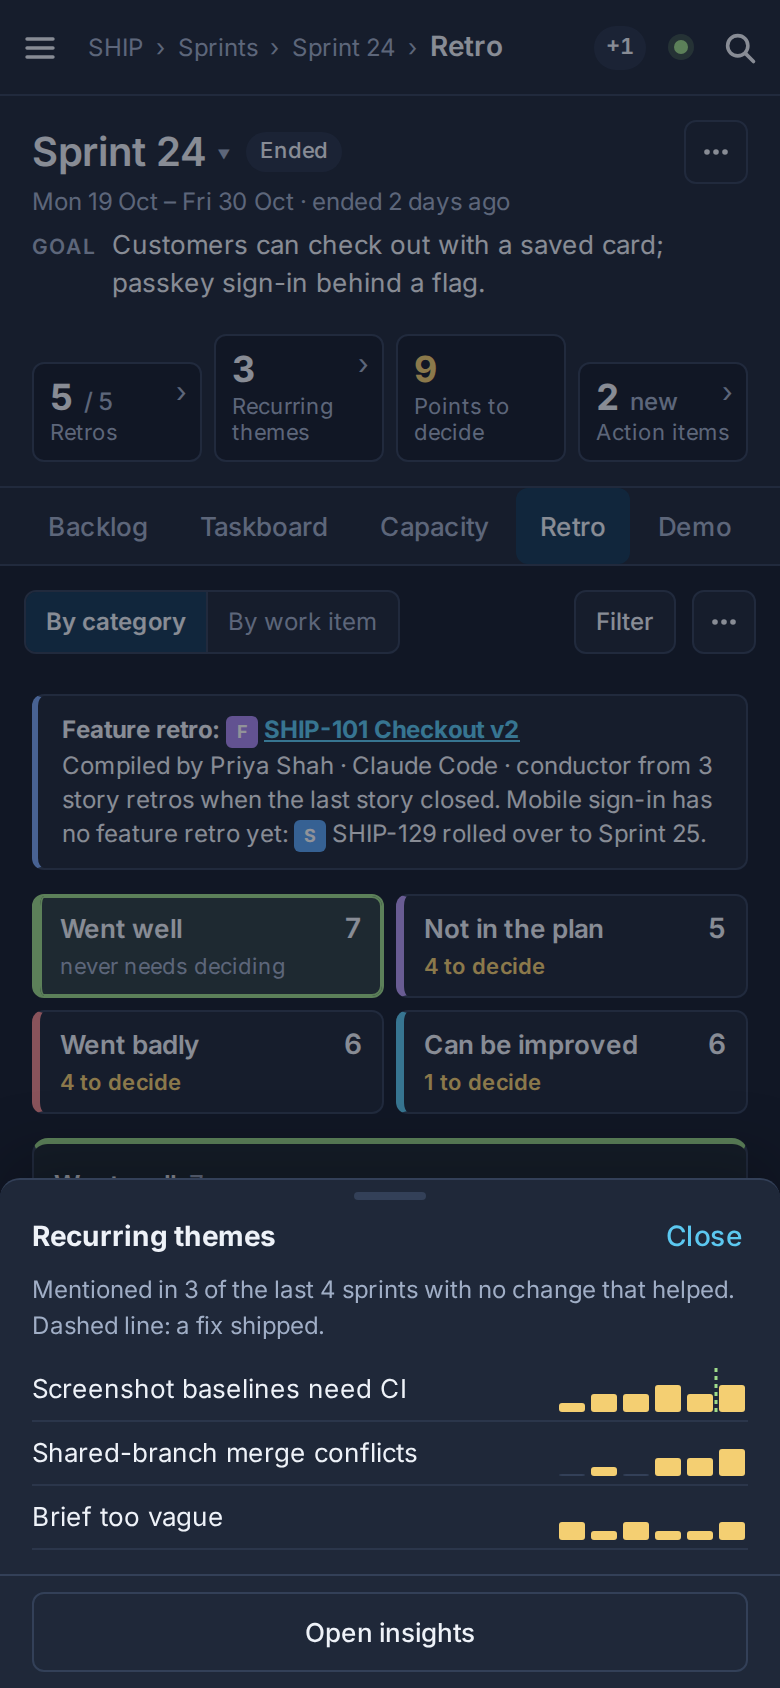 SHIP › Sprints › Sprint 24 › Retro +1
Sprint 24 ▾ Ended
Mon 19 Oct – Fri 30 Oct · ended 2 days ago
GOAL Customers can check out with a saved card;
passkey sign-in behind a flag.
5 / 5 ›
Retros
3 ›
Recurring
themes
9
Points to
decide
2 new ›
Action items
Backlog Taskboard Capacity Retro Demo
By category By work item Filter
Feature retro: F SHIP-101 Checkout v2
Compiled by Priya Shah · Claude Code · conductor from 3
story retros when the last story closed. Mobile sign-in has
no feature retro yet: S SHIP-129 rolled over to Sprint 25.
Went well 7
never needs deciding
Not in the plan 5
4 to decide
Went badly 6
4 to decide
Can be improved 6
1 to decide
Recurring themes Close
Mentioned in 3 of the last 4 sprints with no change that helped.
Dashed line: a fix shipped.
Screenshot baselines need CI
Shared-branch merge conflicts
Brief too vague
Open insights